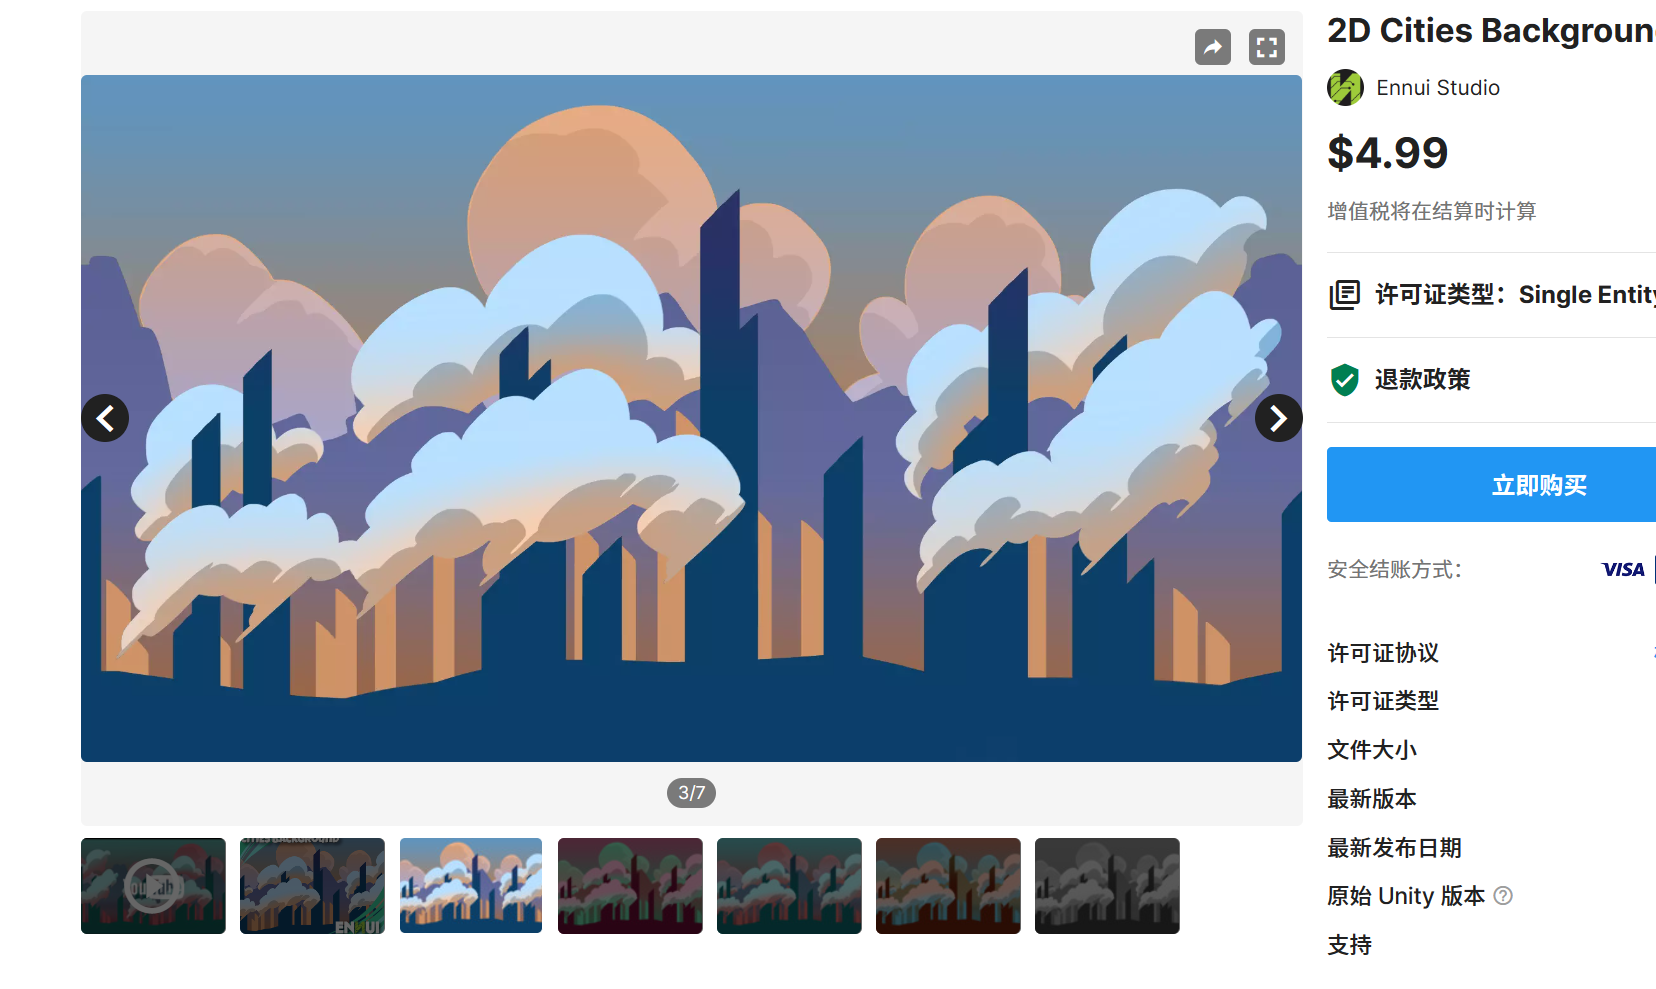 2D Cities Backgroun
Ennui Studio
$4.99
增值税将在结算时计算
许可证类型：Single Entity
退款政策
立即购买
安全结账方式：
VISA
许可证协议
许可证类型
文件大小
最新版本
最新发布日期
原始 Unity 版本 ?
支持
3/7
YouTube
CITIES BACKGROUND
ENNUI